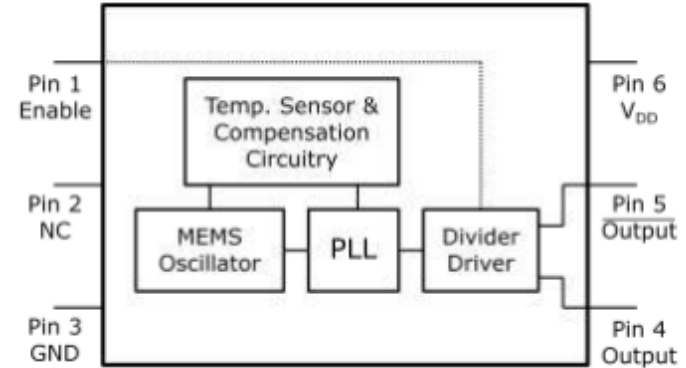 Pin 1
Enable
Pin 2
NC
Pin 3
GND
Temp. Sensor &
Compensation
Circuitry
MEMS
Oscillator
PLL
Divider
Driver
Pin 6
VDD
Pin 5
Output
Pin 4
Output